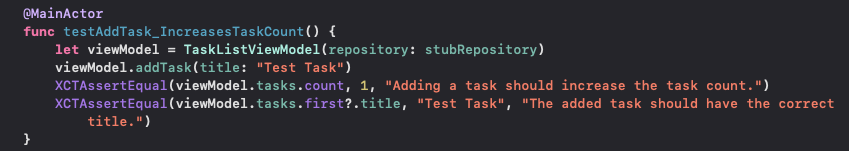 @MainActor
func testAddTask_IncreasesTaskCount() {
let viewModel = TaskListViewModel(repository: stubRepository)
viewModel.addTask(title: "Test Task")
XCTAssertEqual(viewModel.tasks.count, 1, "Adding a task should increase the task count.")
XCTAssertEqual(viewModel.tasks.first?.title, "Test Task", "The added task should have the correct
title.")
}